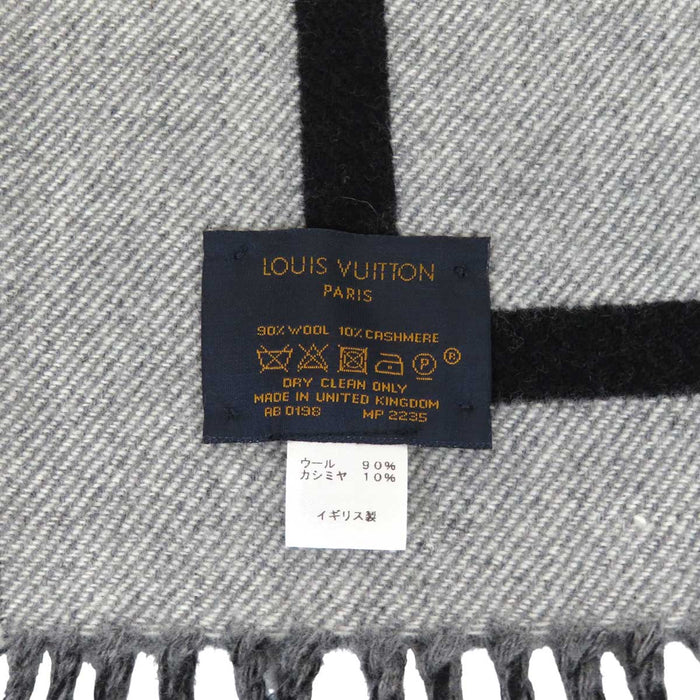 LOUIS VUITTON
PARIS
90% WOOL 10% CASHMERE
P ®
DRY CLEAN ONLY
MADE IN UNITED KINGDOM
AB 0198 MP 2235
ウール 90%
カシミヤ 10%
イギリス製